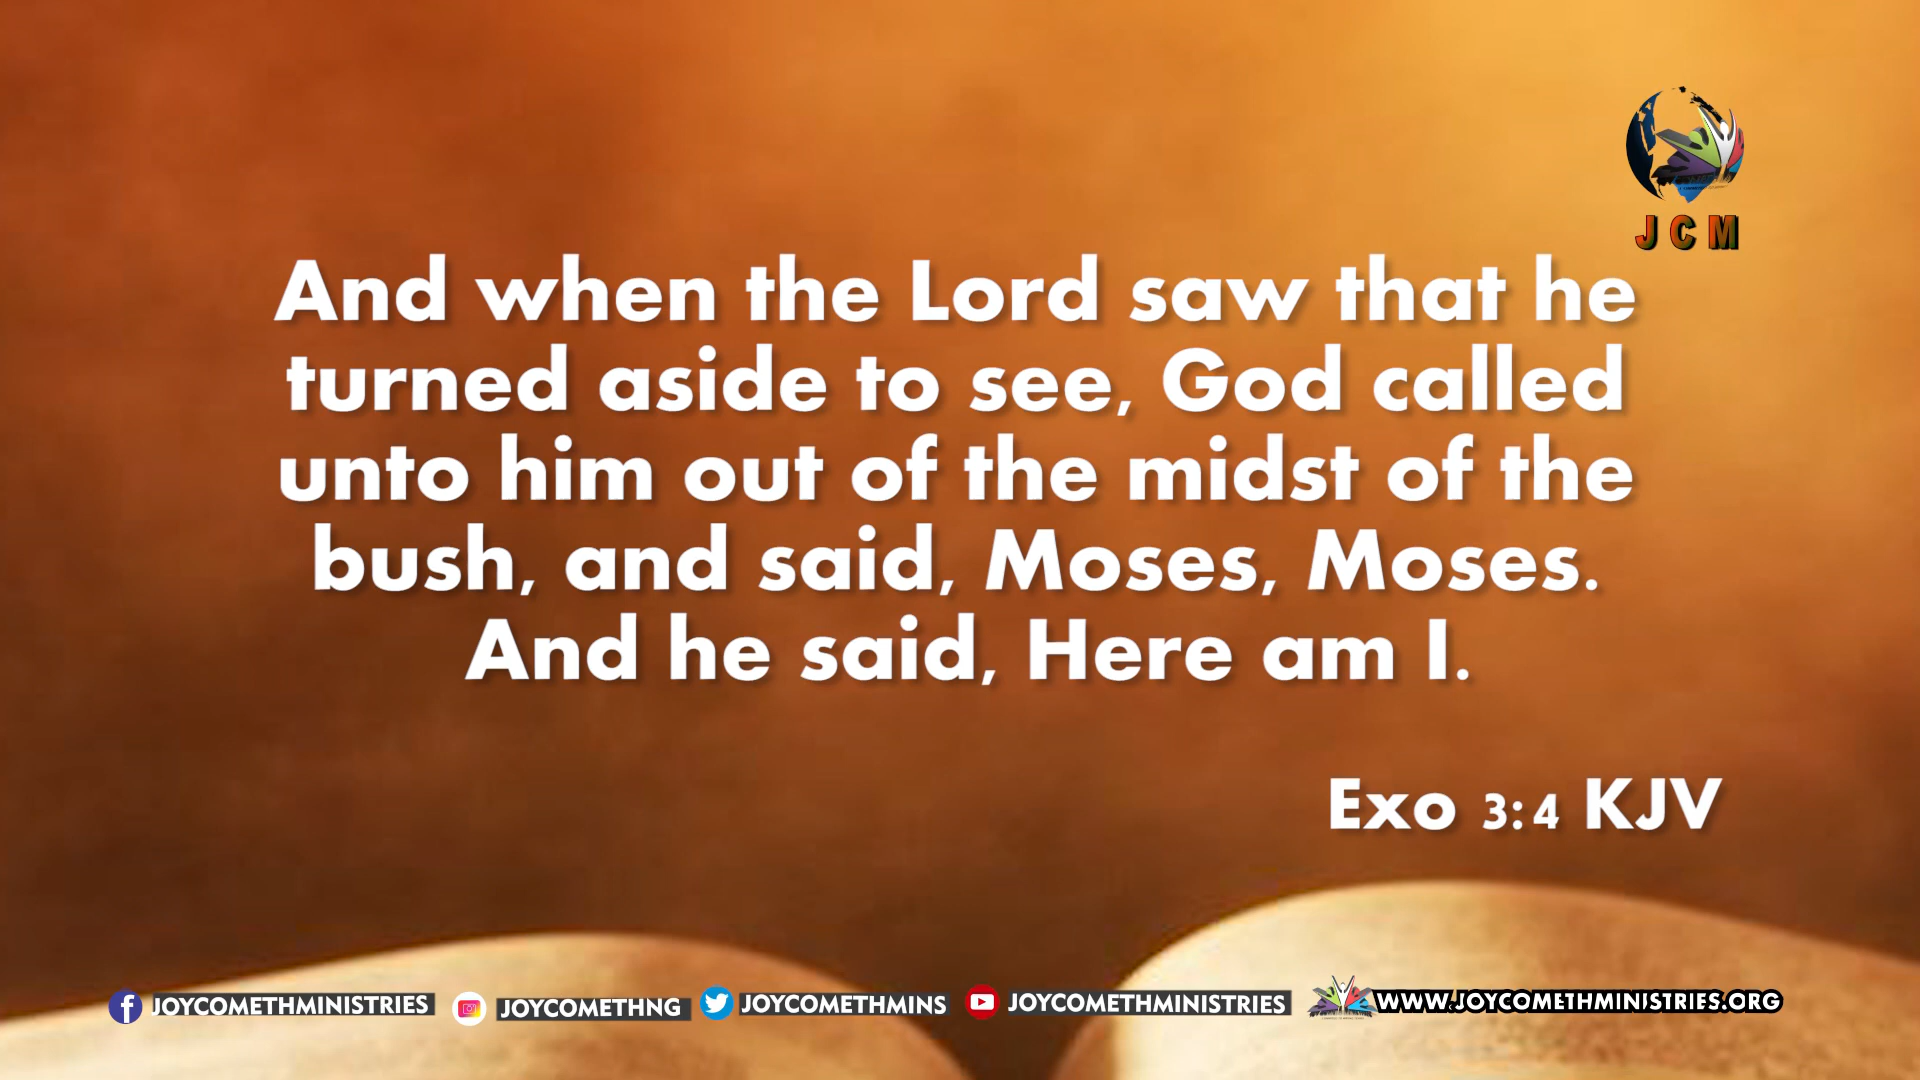 J C M
And when the Lord saw that he
turned aside to see, God called
unto him out of the midst of the
bush, and said, Moses, Moses.
And he said, Here am I.
Exo 3:4 KJV
JOYCOMETHMINISTRIES
JOYCOMETHNG
JOYCOMETHMINS
JOYCOMETHMINISTRIES
WWW.JOYCOMETHMINISTRIES.ORG